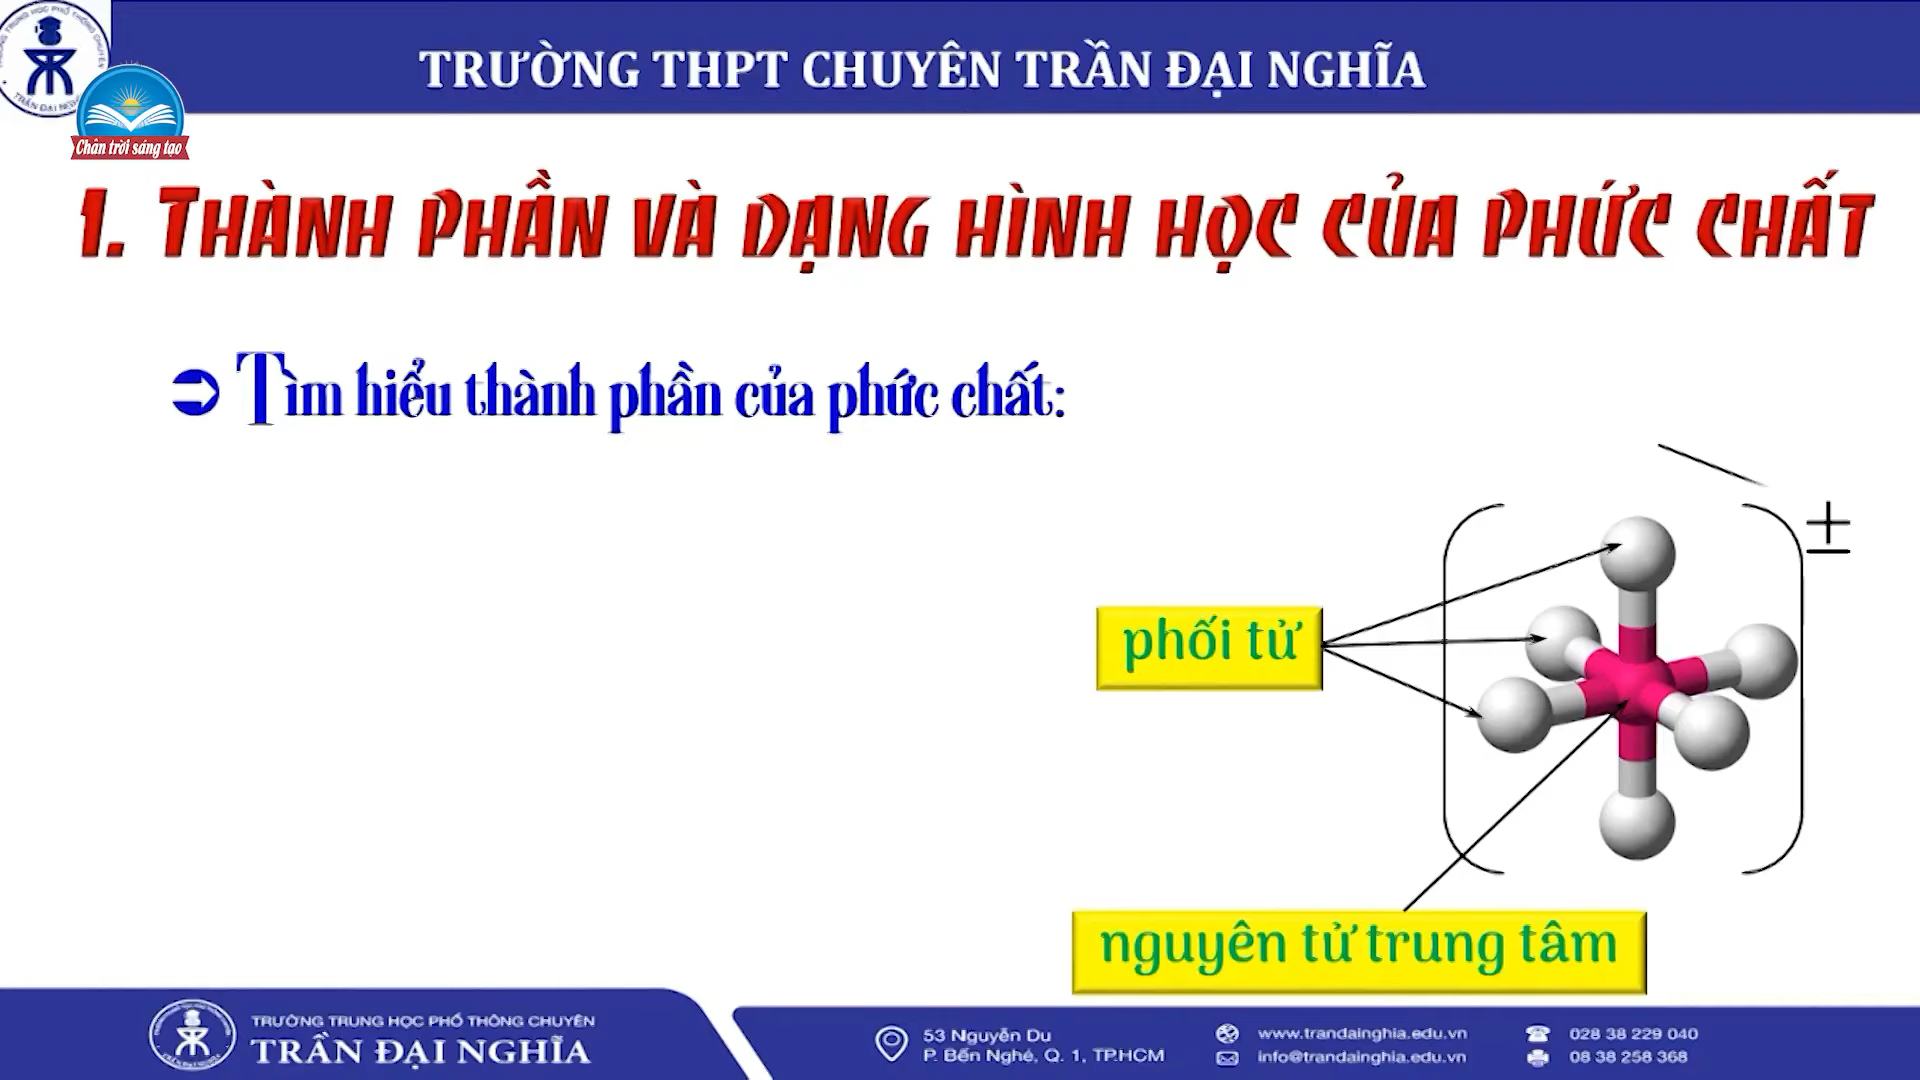 TRƯỜNG THPT CHUYÊN TRẦN ĐẠI NGHĨA
Chân trời sáng tạo
1. THÀNH PHẦN VÀ DẠNG HÌNH HỌC CỦA PHỨC CHẤT
Tìm hiểu thành phần của phức chất:
±
phối tử
nguyên tử trung tâm
TRƯỜNG TRUNG HỌC PHỔ THÔNG CHUYÊN
TRẦN ĐẠI NGHĨA
53 Nguyễn Du
P. Bến Nghé, Q. 1, TP.HCM
www.trandainghia.edu.vn
info@trandainghia.edu.vn
028 38 229 040
08 38 258 368